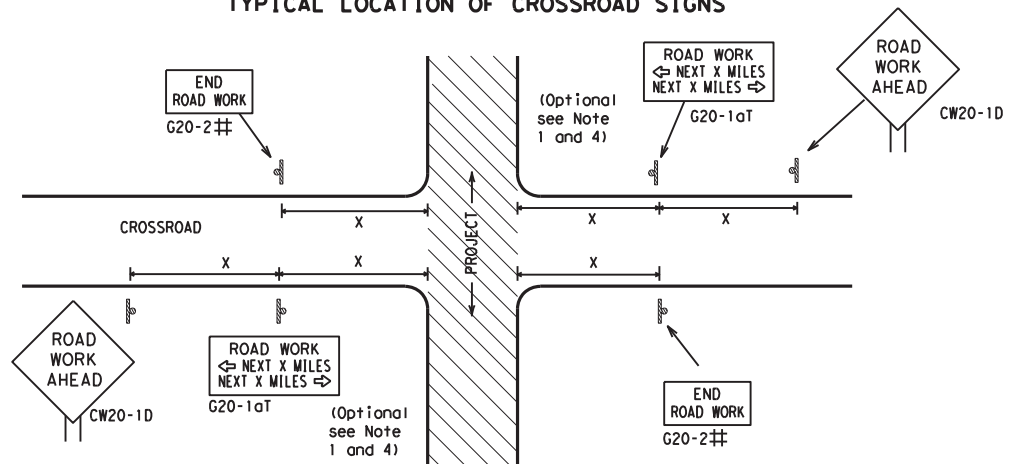 TYPICAL LOCATION OF CROSSROAD SIGNS
END
ROAD WORK
G20-2#
(Optional
see Note
1 and 4)
ROAD WORK
⇦ NEXT X MILES
NEXT X MILES ⇨
G20-1aT
ROAD
WORK
AHEAD
CW20-1D
X
X
X
CROSSROAD
PROJECT
X
X
X
ROAD
WORK
AHEAD
CW20-1D
ROAD WORK
⇦ NEXT X MILES
NEXT X MILES ⇨
G20-1aT
(Optional
see Note
1 and 4)
END
ROAD WORK
G20-2#